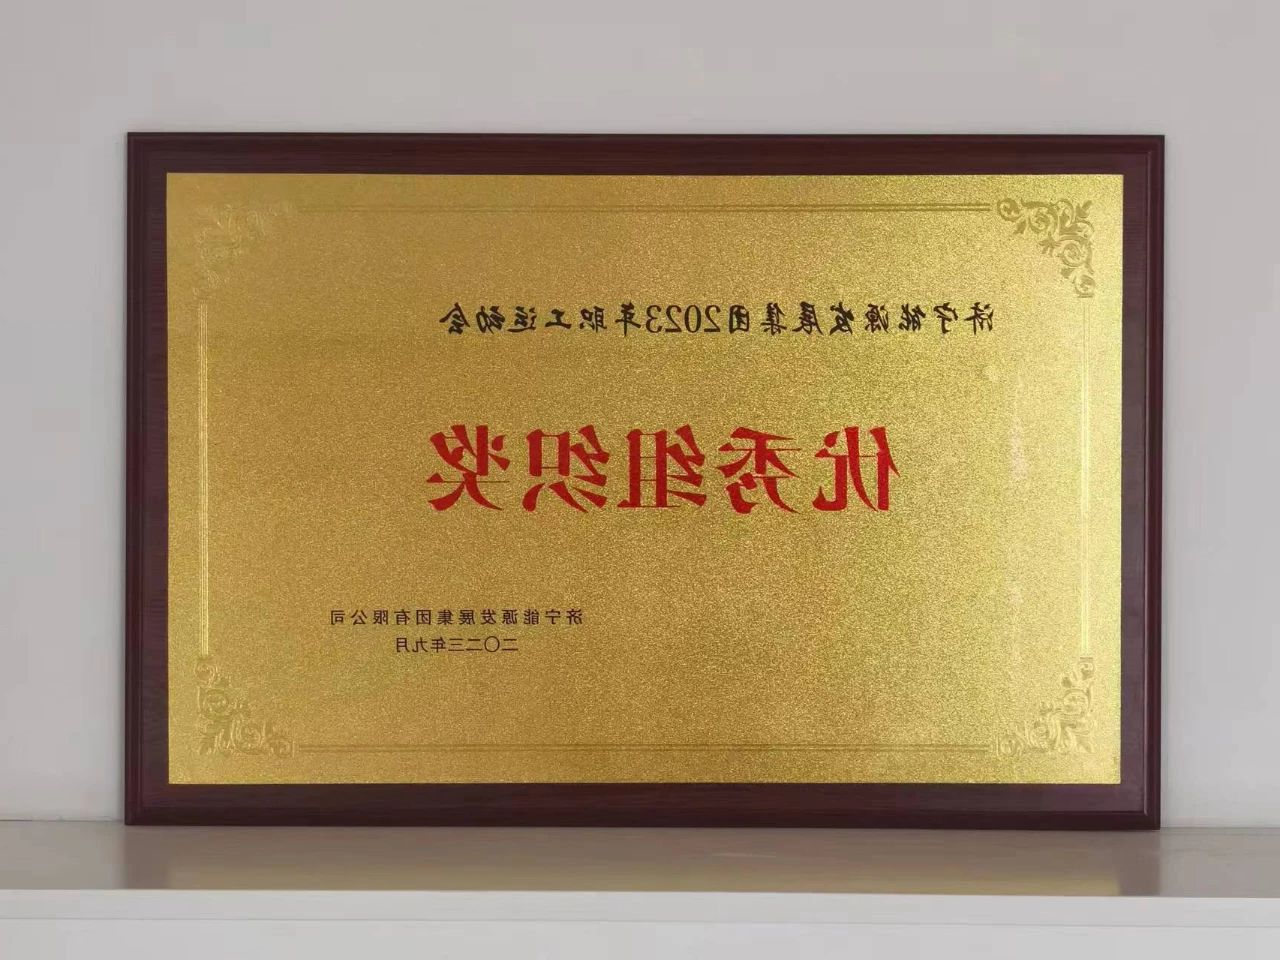 济宁能源发展集团2023年职工运动会
优秀组织奖
济宁能源发展集团有限公司
二〇二三年九月